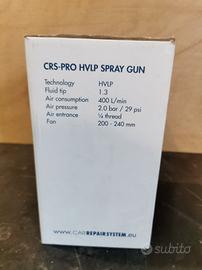 CRS-PRO HVLP SPRAY GUN
Technology HVLP
Fluid tip 1.3
Air consumption 400 L/min
Air pressure 2.0 bar / 29 psi
Air entrance ¼ thread
Fan 200 - 240 mm
www.CARREPAIRSYSTEM.eu
subito